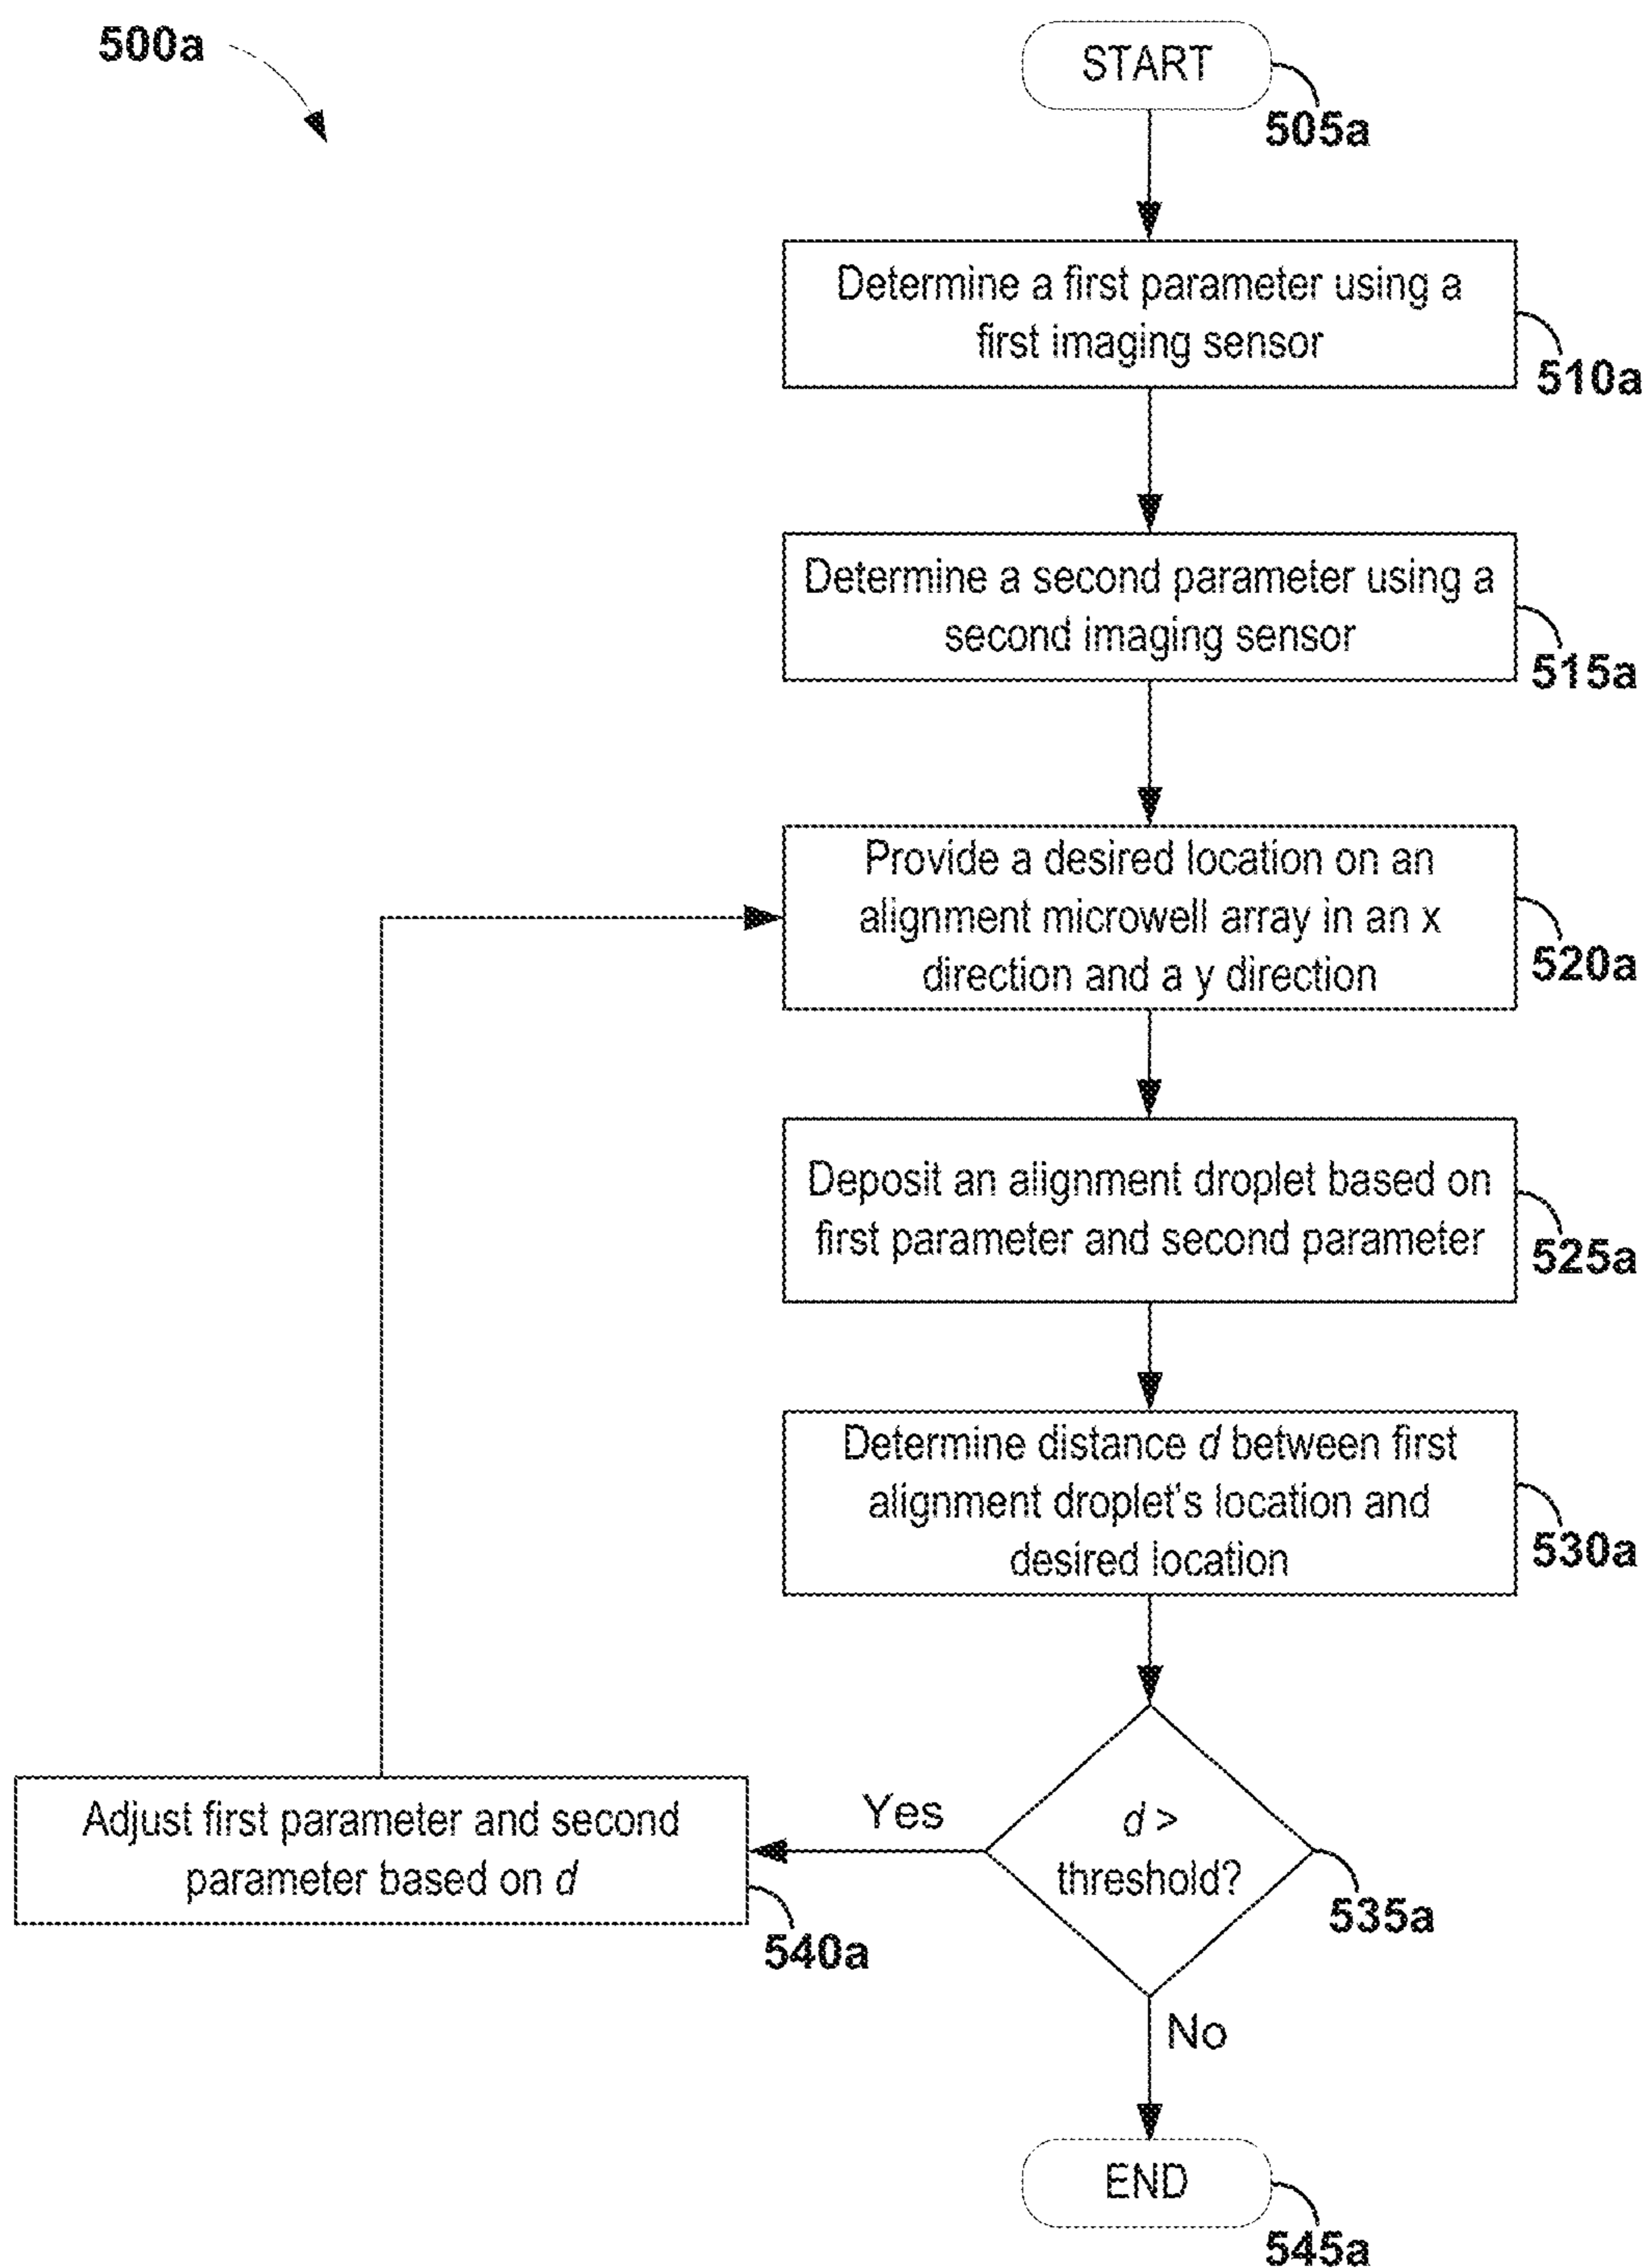 500a
START
505a
Determine a first parameter using a
first imaging sensor
510a
Determine a second parameter using a
second imaging sensor
515a
Provide a desired location on an
alignment microwell array in an x
direction and a y direction
520a
Deposit an alignment droplet based on
first parameter and second parameter
525a
Determine distance d between first
alignment droplet's location and
desired location
530a
d >
threshold?
535a
Yes
Adjust first parameter and second
parameter based on d
540a
No
END
545a